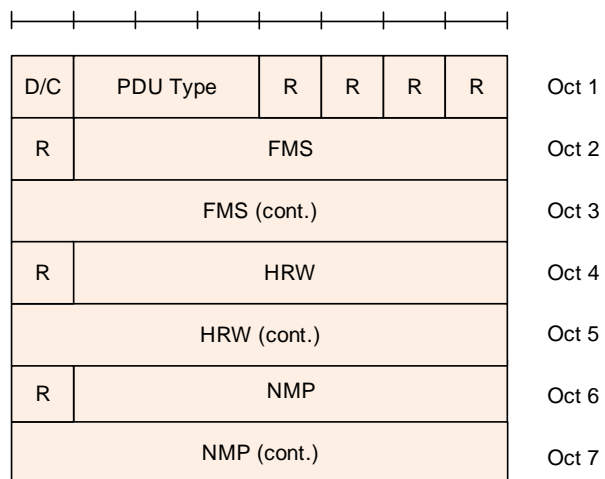 D/C PDU Type R R R R Oct 1
R FMS Oct 2
FMS (cont.) Oct 3
R HRW Oct 4
HRW (cont.) Oct 5
R NMP Oct 6
NMP (cont.) Oct 7